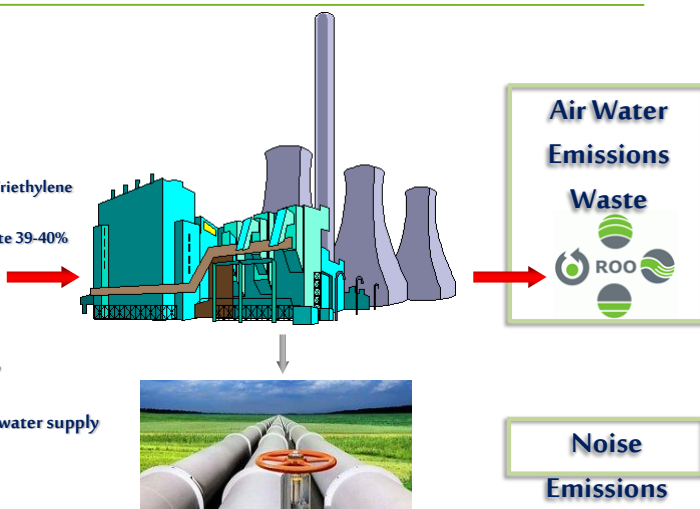 Air Water
Emissions
Waste
riethylene
te 39-40%
ROO
water supply
Noise
Emissions